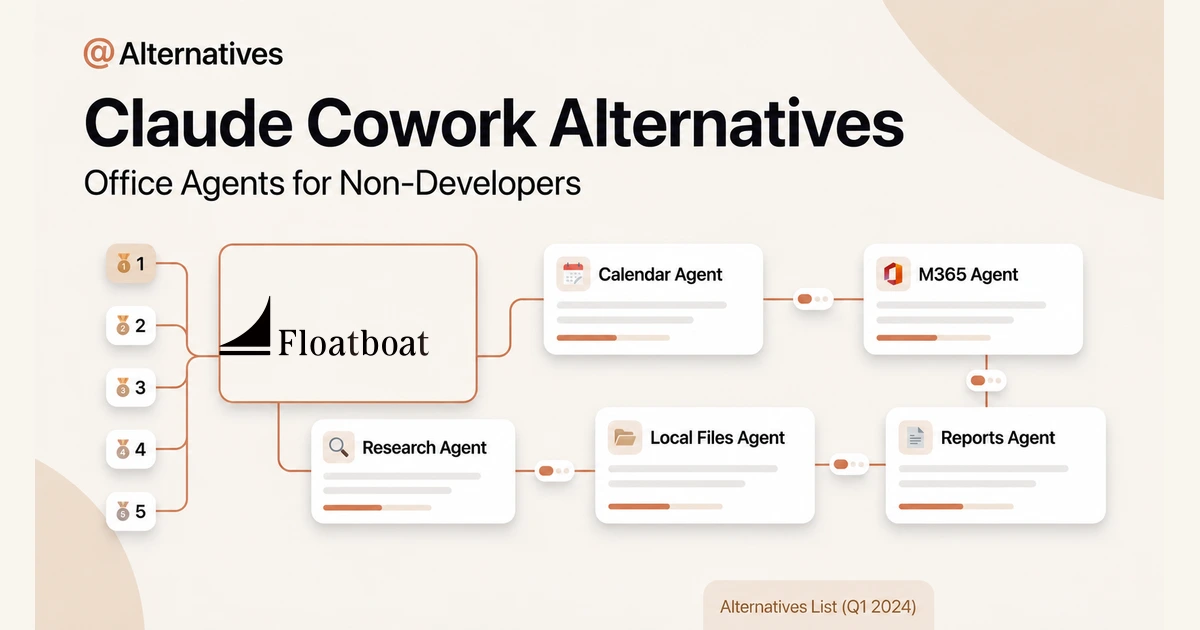 @ Alternatives
Claude Cowork Alternatives
Office Agents for Non-Developers
1
2
3
4
5
Floatboat
Calendar Agent
M365 Agent
Research Agent
Local Files Agent
Reports Agent
Alternatives List (Q1 2024)